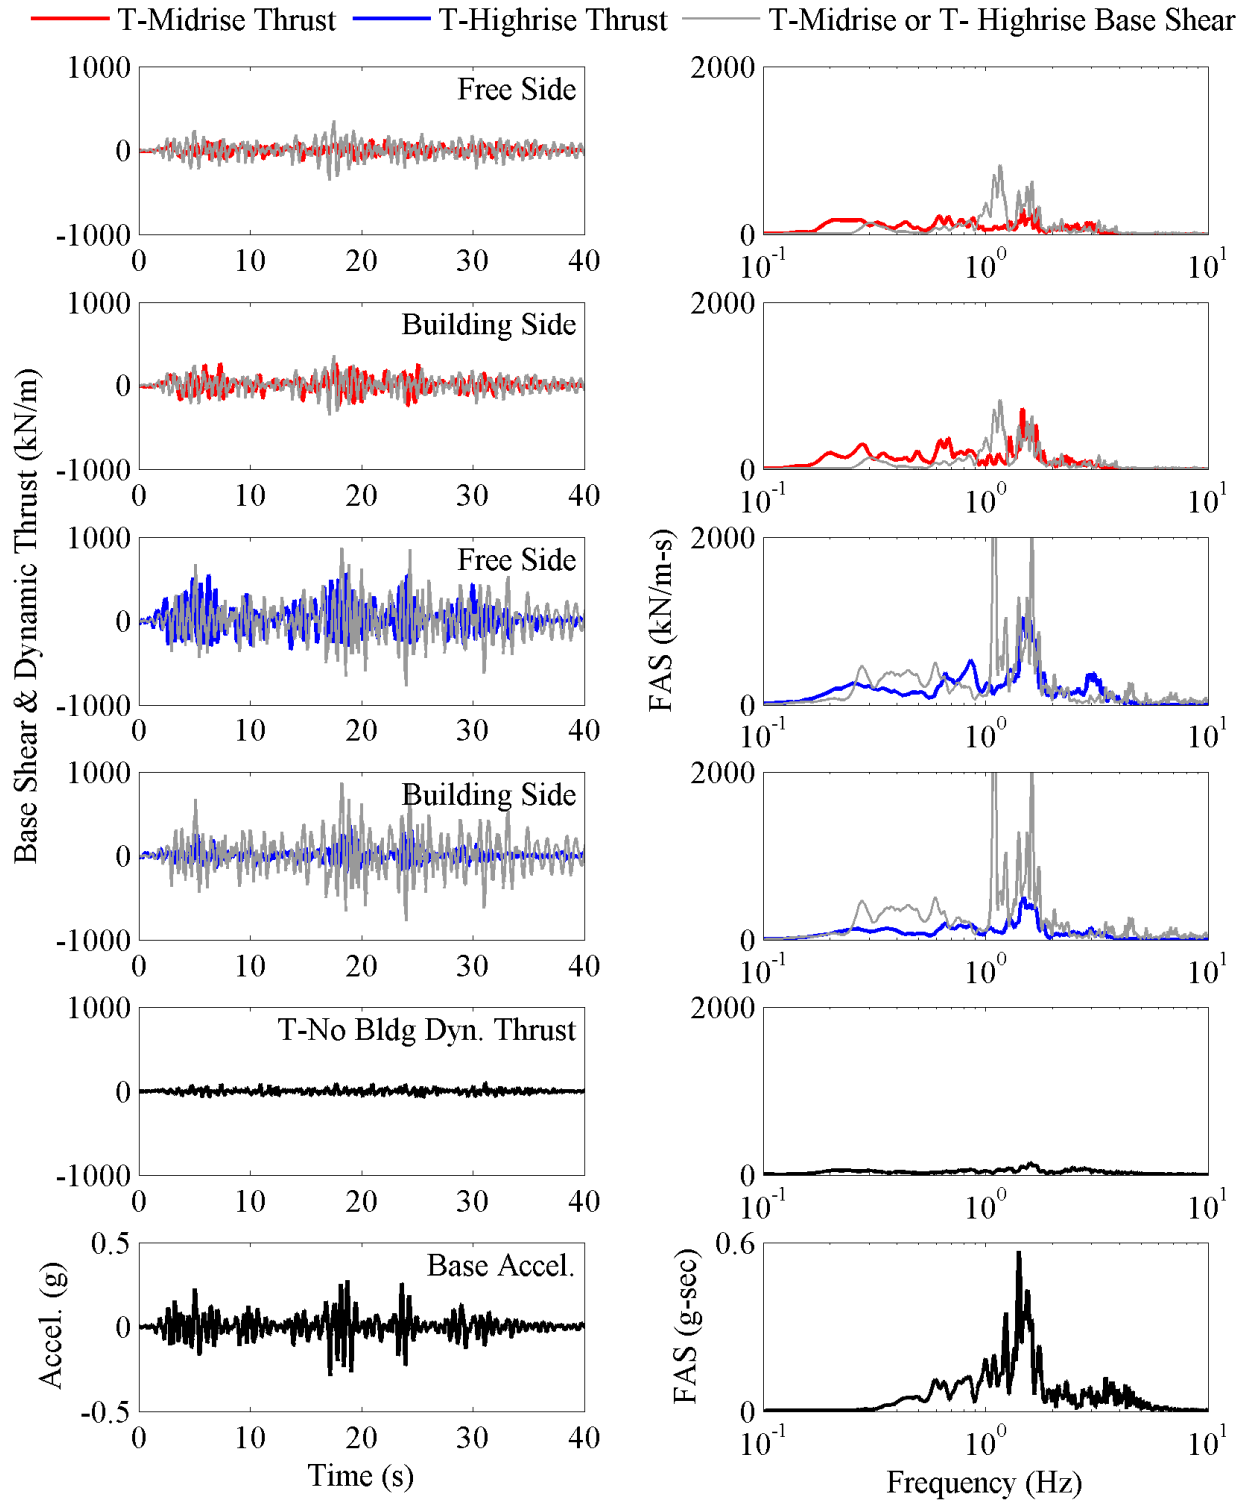 T-Midrise Thrust T-Highrise Thrust T-Midrise or T- Highrise Base Shear
Base Shear & Dynamic Thrust (kN/m)
1000
0
-1000
0 10 20 30 40
Free Side
2000
0
10-1 100 101
1000
0
-1000
0 10 20 30 40
Building Side
2000
0
10-1 100 101
1000
0
-1000
0 10 20 30 40
Free Side
FAS (kN/m-s)
2000
0
10-1 100 101
1000
0
-1000
0 10 20 30 40
Building Side
2000
0
10-1 100 101
1000
0
-1000
0 10 20 30 40
T-No Bldg Dyn. Thrust
2000
0
10-1 100 101
Accel. (g)
0.5
0
-0.5
0 10 20 30 40
Base Accel.
Time (s)
FAS (g-sec)
0.6
0
10-1 100 101
Frequency (Hz)